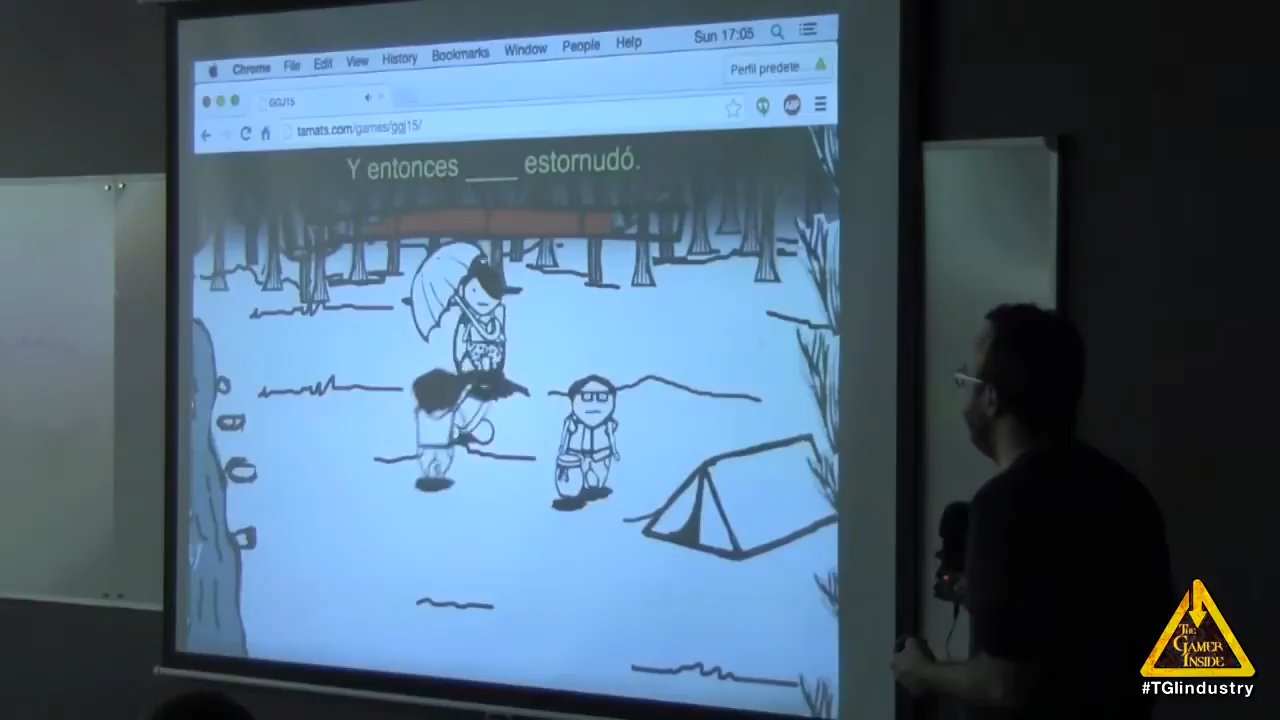 Chrome File Edit View History Bookmarks Window People Help Sun 17:05
Perfil predete...
GGJ15
tamats.com/games/ggj15/
ABP
Y entonces ____ estornudó.
THE
GAMER
INSIDE
#TGIindustry